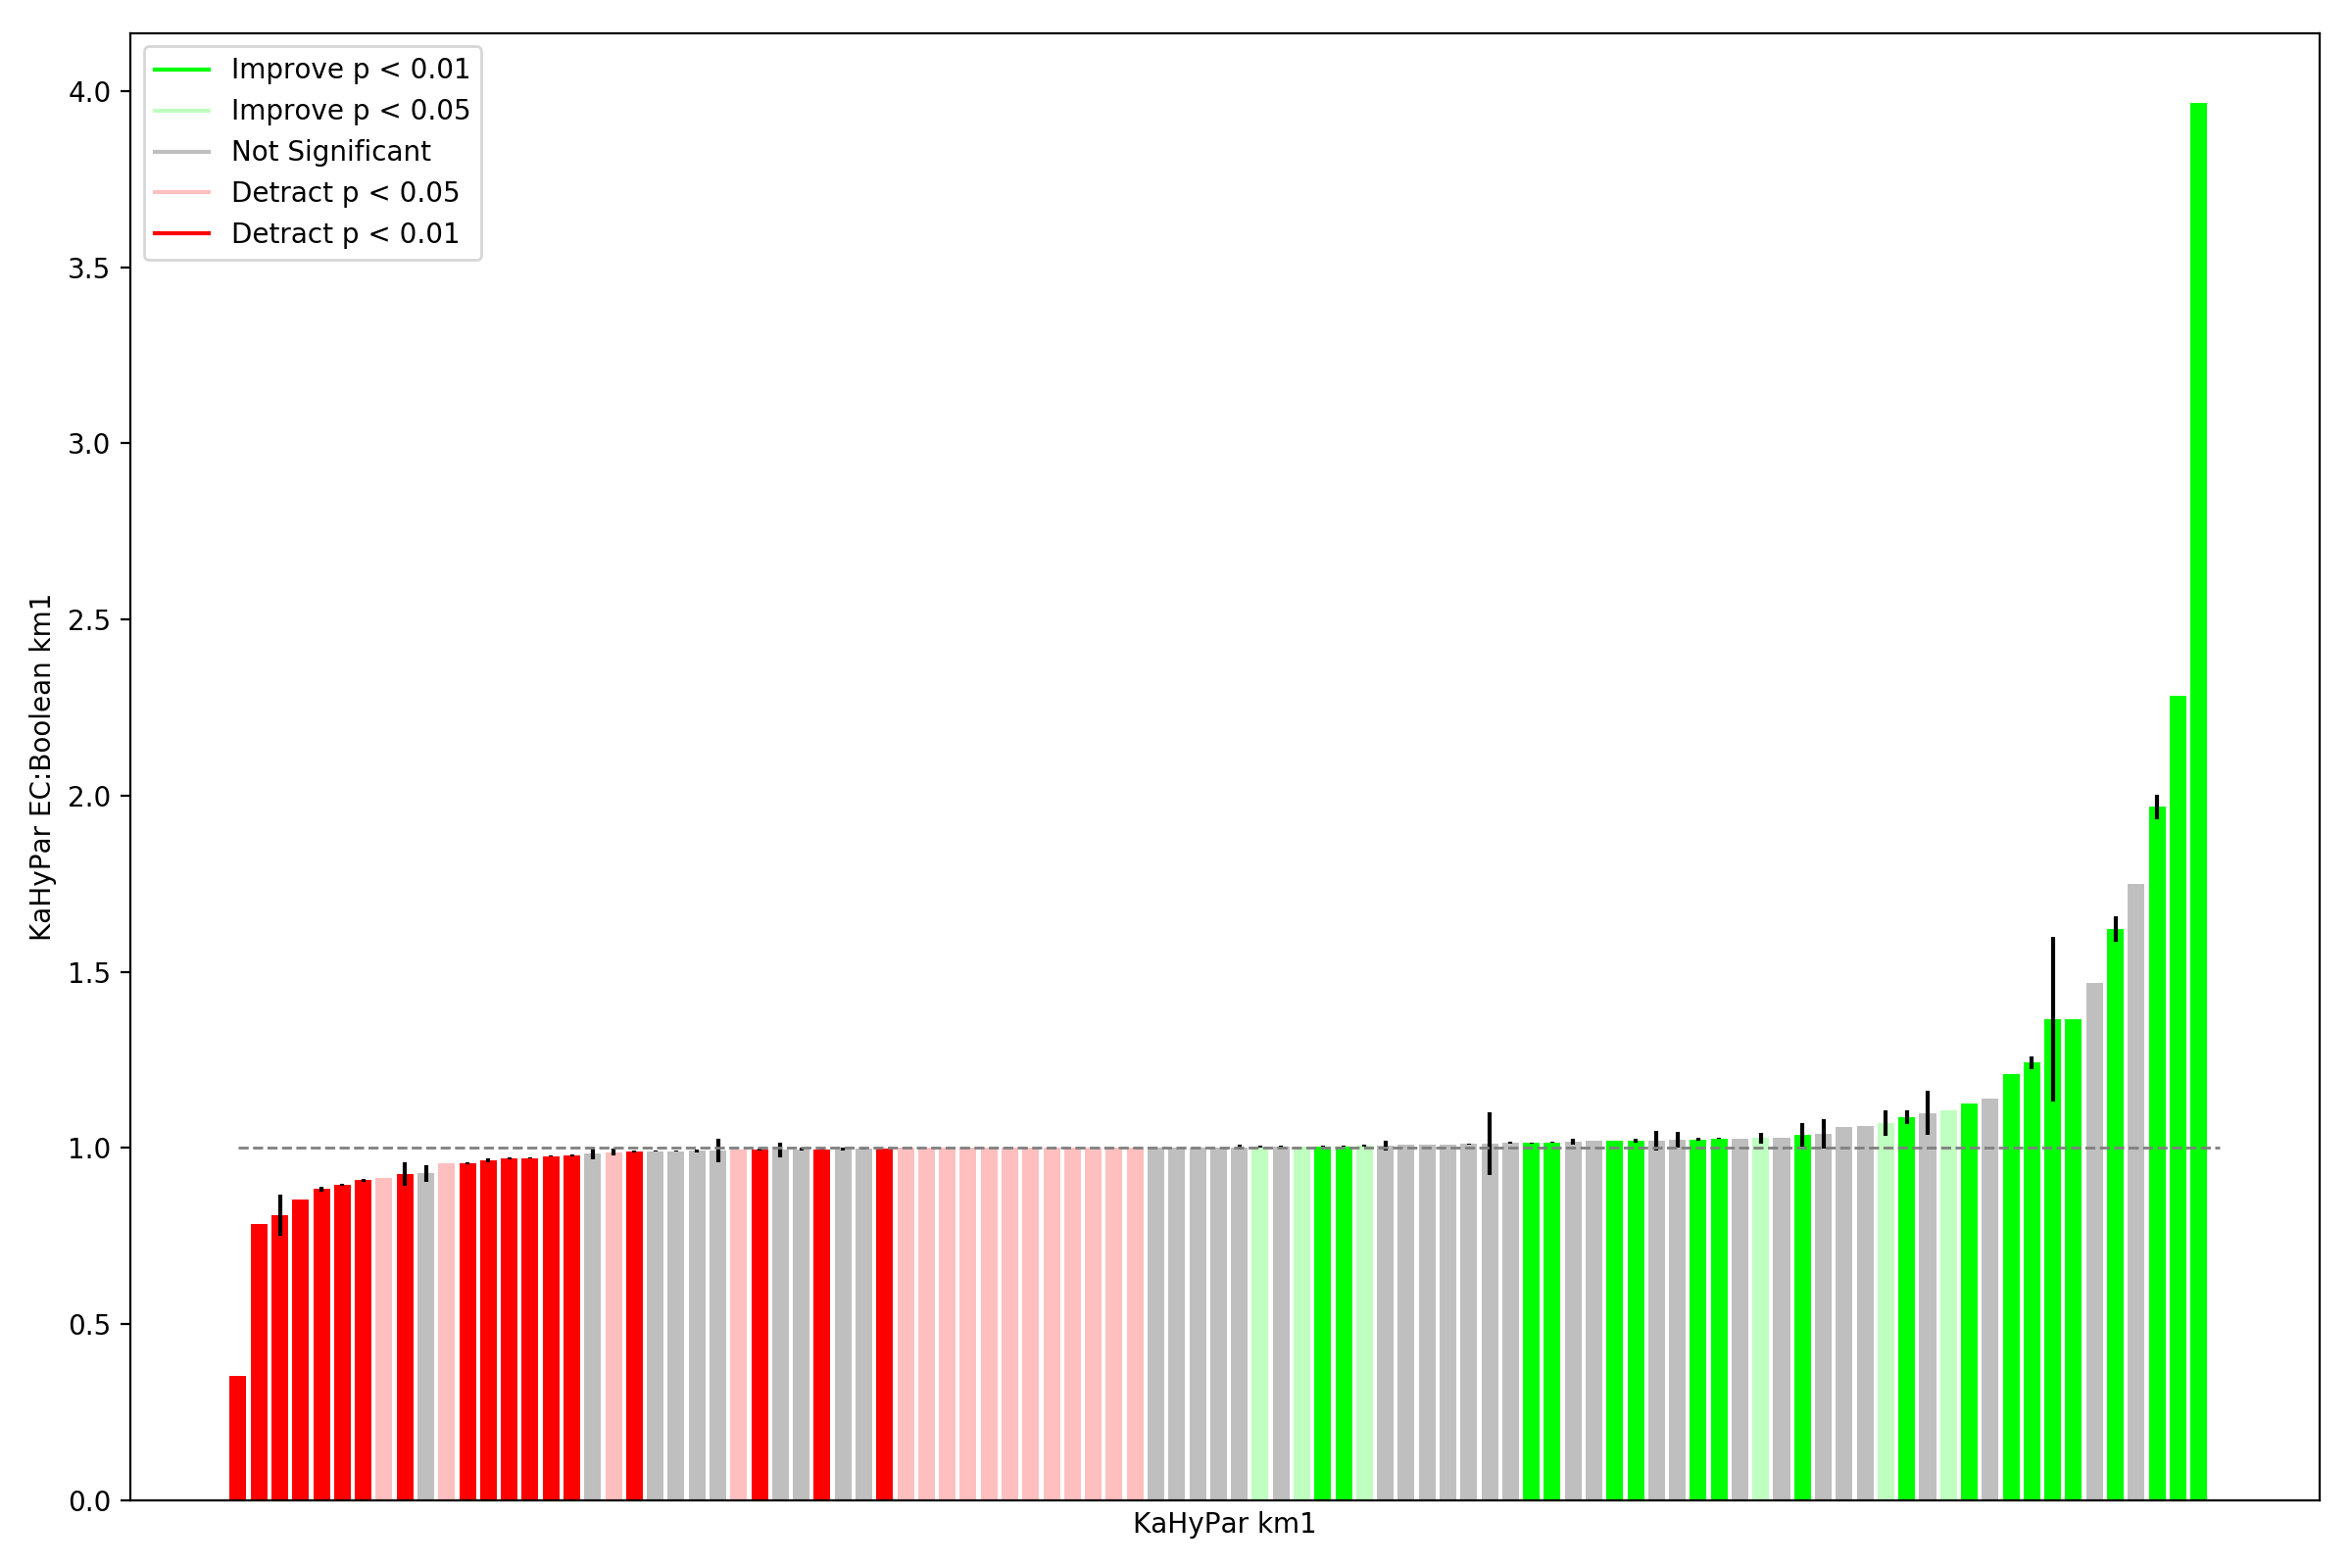 Improve p < 0.01
Improve p < 0.05
Not Significant
Detract p < 0.05
Detract p < 0.01
4.0
3.5
3.0
2.5
2.0
1.5
1.0
0.5
0.0
KaHyPar EC:Boolean km1
KaHyPar km1